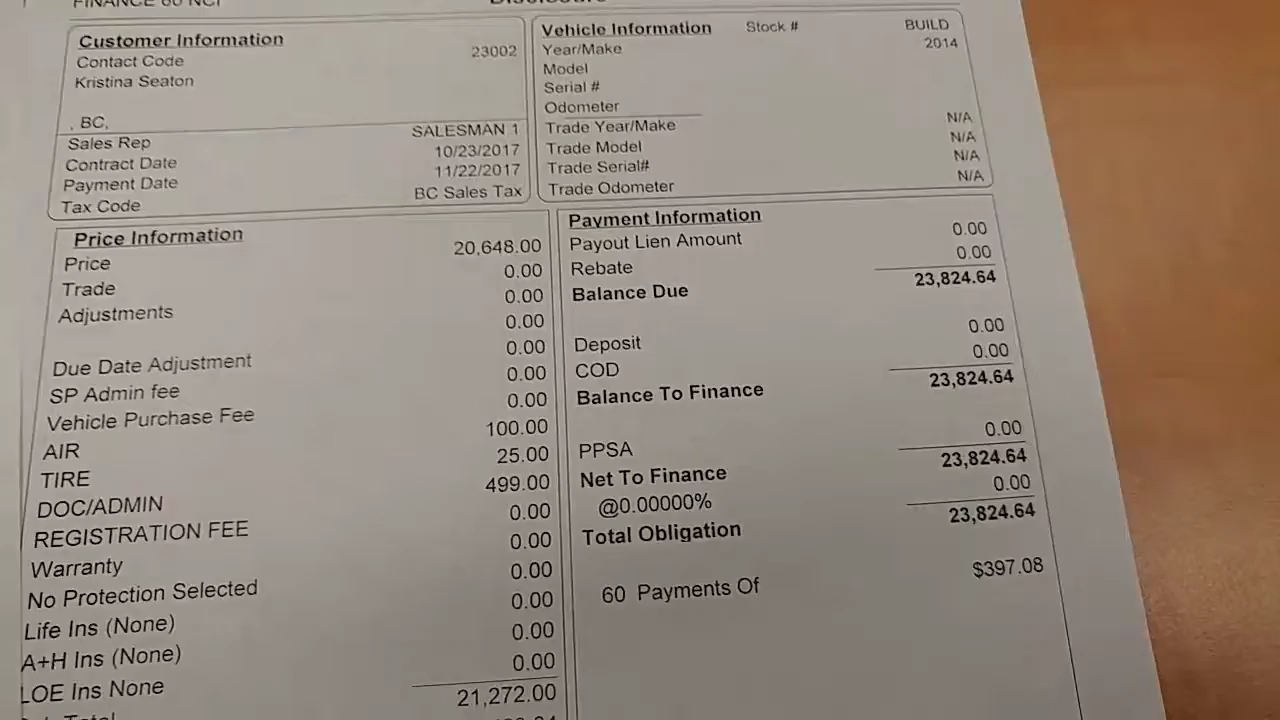 FINANCE 60 NCI
Disclosure
Customer Information
Contact Code 23002
Kristina Seaton
, BC,
Sales Rep SALESMAN 1
Contract Date 10/23/2017
Payment Date 11/22/2017
Tax Code BC Sales Tax
Vehicle Information Stock # BUILD
Year/Make 2014
Model
Serial #
Odometer
Trade Year/Make N/A
Trade Model N/A
Trade Serial# N/A
Trade Odometer N/A
Price Information
Price 20,648.00
Trade 0.00
Adjustments 0.00
0.00
Due Date Adjustment 0.00
SP Admin fee 0.00
Vehicle Purchase Fee 0.00
AIR 100.00
TIRE 25.00
DOC/ADMIN 499.00
REGISTRATION FEE 0.00
Warranty 0.00
No Protection Selected 0.00
Life Ins (None) 0.00
A+H Ins (None) 0.00
LOE Ins None 0.00
21,272.00
Payment Information
Payout Lien Amount 0.00
Rebate 0.00
Balance Due 23,824.64
Deposit 0.00
COD 0.00
Balance To Finance 23,824.64
PPSA 0.00
Net To Finance 23,824.64
@0.00000% 0.00
Total Obligation 23,824.64
60 Payments Of $397.08